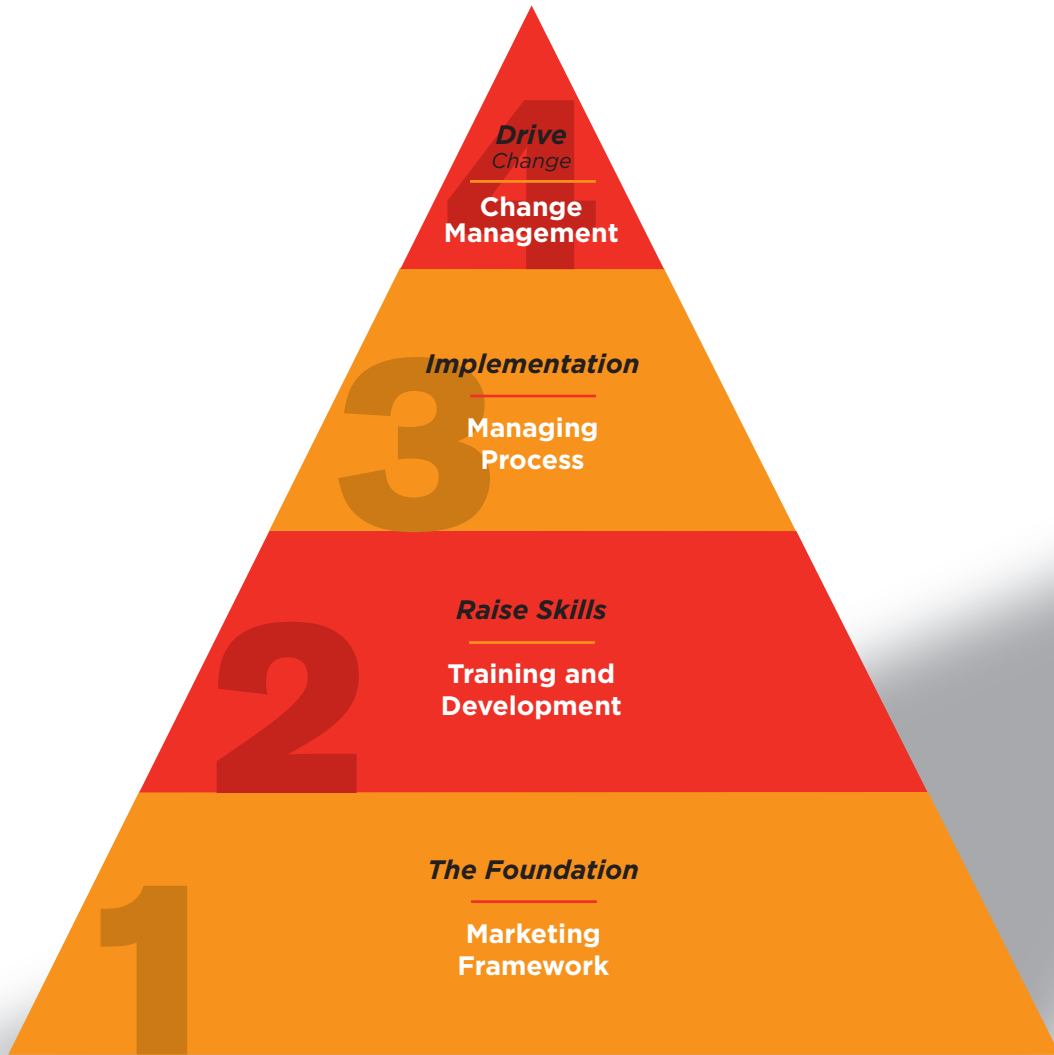 4
Drive
Change
Change
Management
3
Implementation
Managing
Process
2
Raise Skills
Training and
Development
1
The Foundation
Marketing
Framework